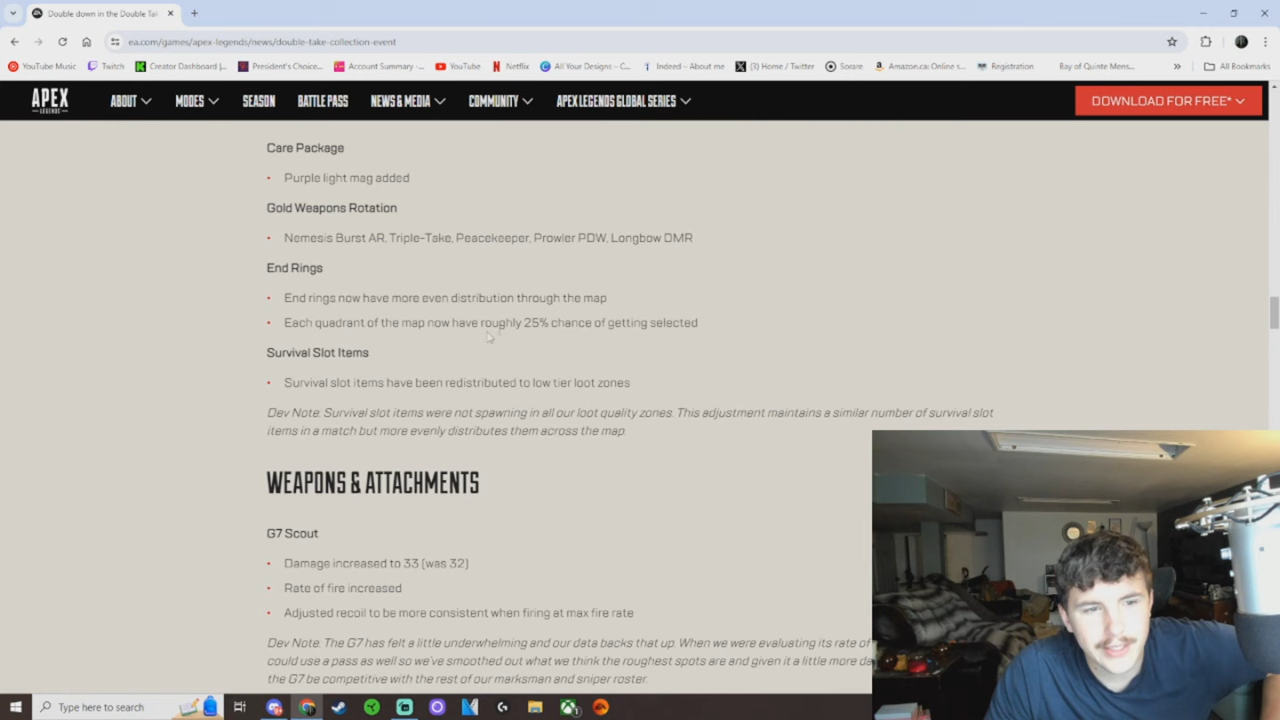 Double down in the Double Tak
ea.com/games/apex-legends/news/double-take-collection-event
YouTube Music
Twitch
Creator Dashboard |...
President's Choice...
Account Summary -...
YouTube
Netflix
All Your Designs – C...
Indeed – About me
(3) Home / Twitter
Sorare
Amazon.ca: Online s...
Registration
Bay of Quinte Mens...
»
All Bookmarks
APEX
LEGENDS
ABOUT
MODES
SEASON
BATTLE PASS
NEWS & MEDIA
COMMUNITY
APEX LEGENDS GLOBAL SERIES
DOWNLOAD FOR FREE*
Care Package
• Purple light mag added
Gold Weapons Rotation
• Nemesis Burst AR, Triple-Take, Peacekeeper, Prowler PDW, Longbow DMR
End Rings
• End rings now have more even distribution through the map
• Each quadrant of the map now have roughly 25% chance of getting selected
Survival Slot Items
• Survival slot items have been redistributed to low tier loot zones
Dev Note: Survival slot items were not spawning in all our loot quality zones. This adjustment maintains a similar number of survival slot
items in a match but more evenly distributes them across the map.
WEAPONS & ATTACHMENTS
G7 Scout
• Damage increased to 33 (was 32)
• Rate of fire increased
• Adjusted recoil to be more consistent when firing at max fire rate
Dev Note: The G7 has felt a little underwhelming and our data backs that up. When we were evaluating its rate of
could use a pass as well so we've smoothed out what we think the roughest spots are and given it a little more da
the G7 be competitive with the rest of our marksman and sniper roster.
Type here to search